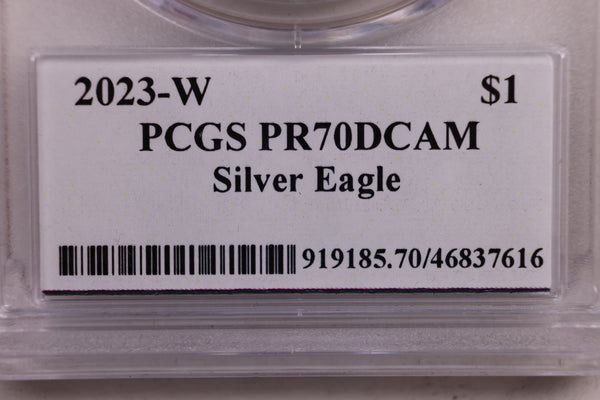 2023-W $1
PCGS PR70DCAM
Silver Eagle
919185.70/46837616